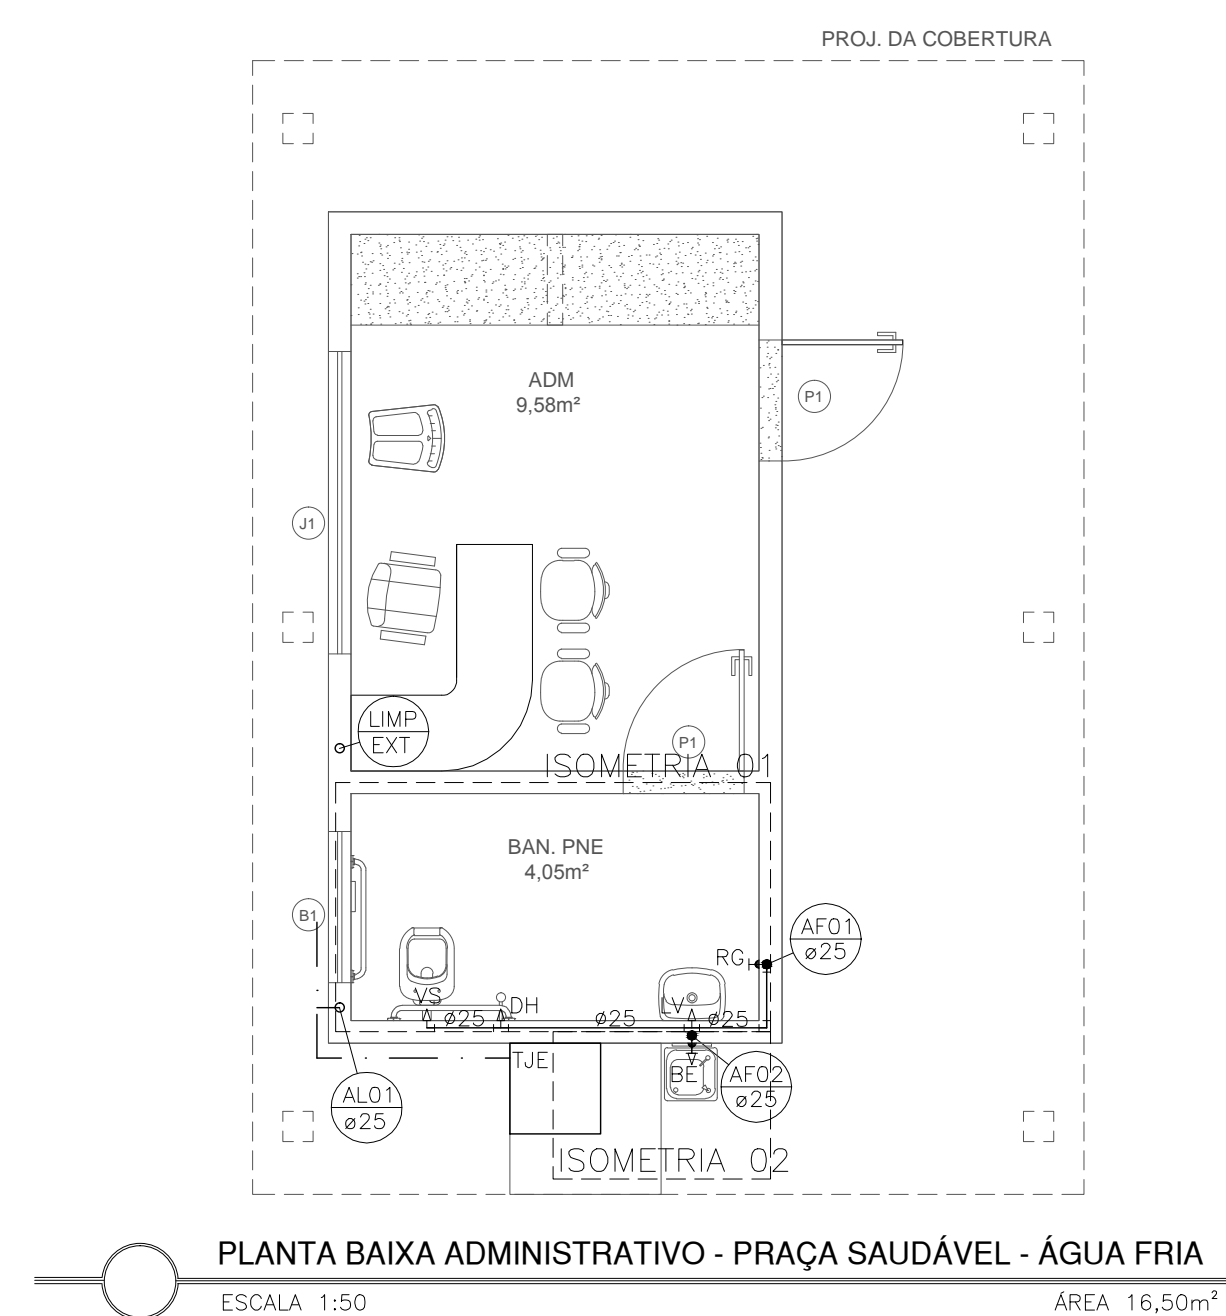 PROJ. DA COBERTURA
ADM
9,58m²
P1
J1
LIMP
EXT
P1
ISOMETRIA 01
BAN. PNE
4,05m²
B1
AF01
ø25
RG
VS
DH
LV
ø25
ø25
ø25
TJE
BE
AF02
ø25
AL01
ø25
ISOMETRIA 02
PLANTA BAIXA ADMINISTRATIVO - PRAÇA SAUDÁVEL - ÁGUA FRIA
ESCALA 1:50
ÁREA 16,50m²